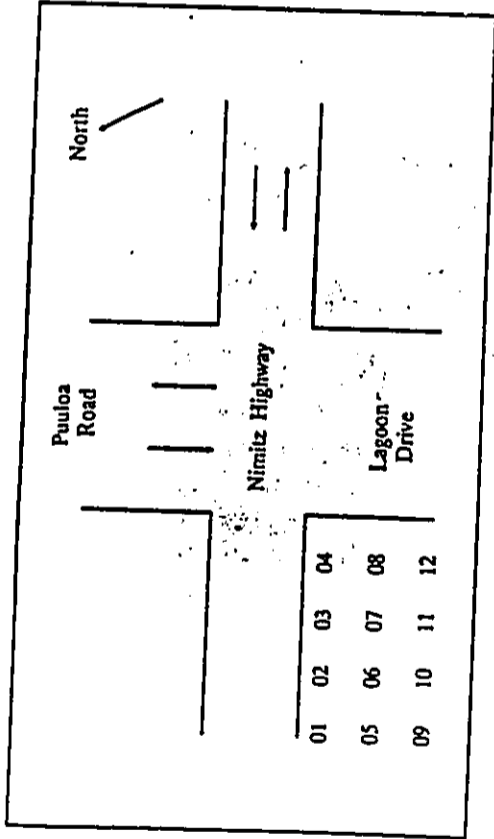 North
Puuloa
Road
Nimitz Highway
Lagoon
Drive
01 02 03 04
05 06 07 08
09 10 11 12